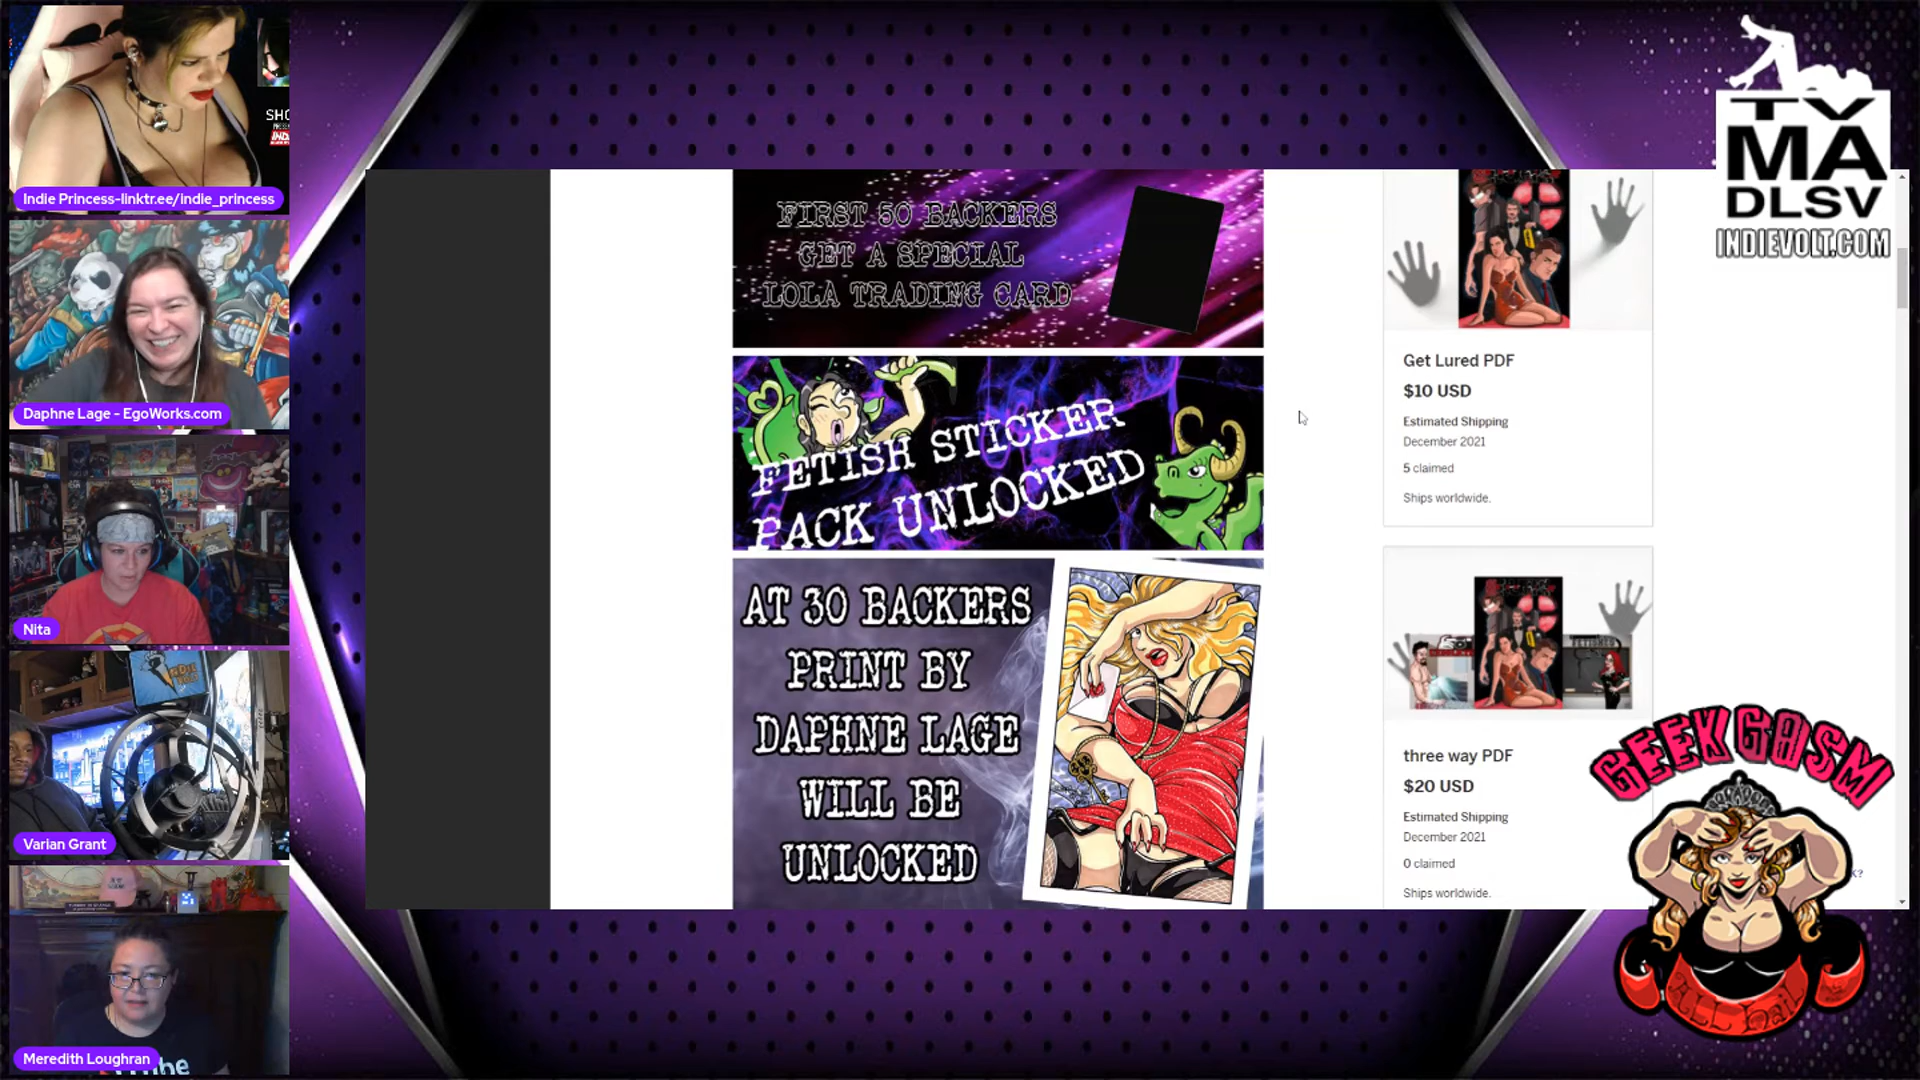 SHO
Indie Princess-linktr.ee/indie_princess
Daphne Lage - EgoWorks.com
Nita
Varian Grant
Meredith Loughran
FIRST 50 BACKERS
GET A SPECIAL
LOLA TRADING CARD
FETISH STICKER
PACK UNLOCKED
AT 30 BACKERS
PRINT BY
DAPHNE LAGE
WILL BE
UNLOCKED
Get Lured PDF
$10 USD
Estimated Shipping
December 2021
5 claimed
Ships worldwide.
three way PDF
$20 USD
Estimated Shipping
December 2021
0 claimed
Ships worldwide.
K?
TV
MA
DLSV
INDIEVOLT.COM
GEEKGASM
ALL HAIL